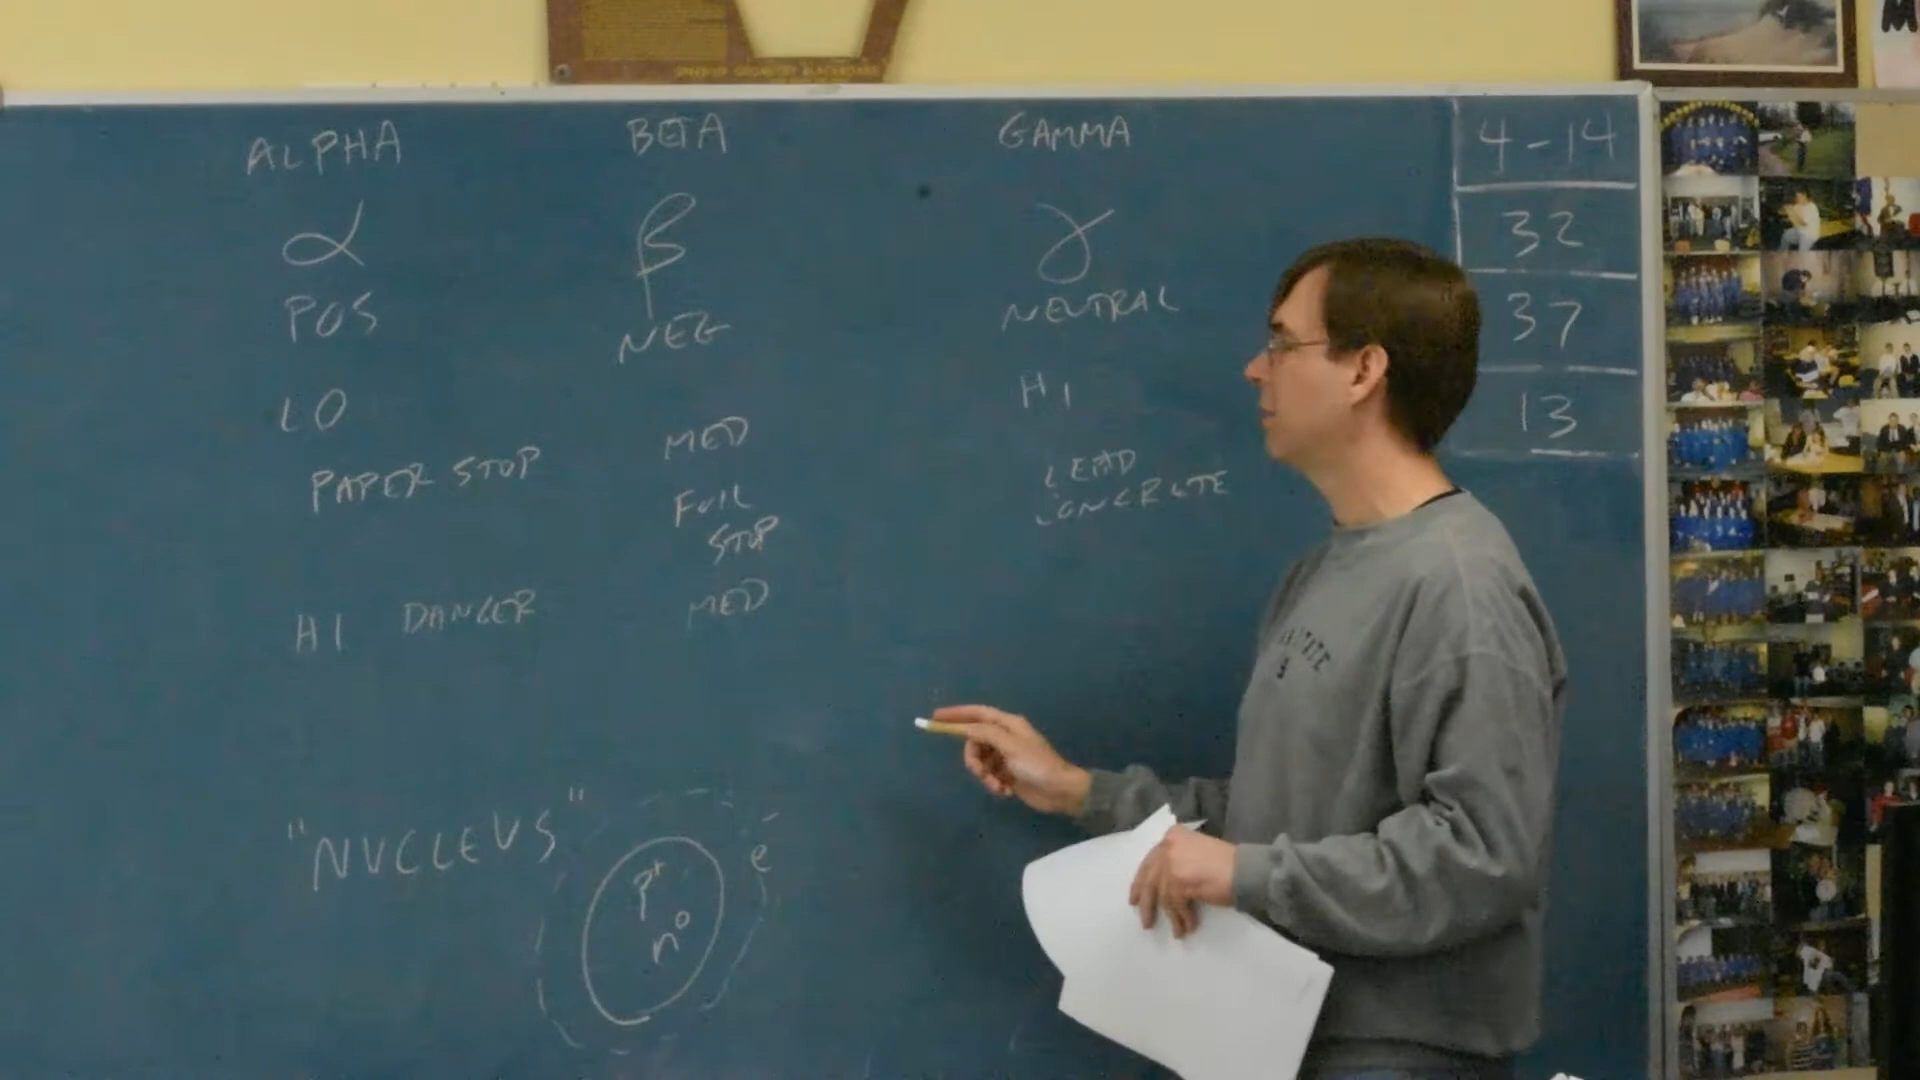 ALPHA BETA GAMMA
α β γ
POS NEG NEUTRAL
LO MED HI
PAPER STOP FOIL LEAD
STOP CONCRETE
HI DANGER MED
"NUCLEUS"
p+
n0
e-
4-14
32
37
13
STATE